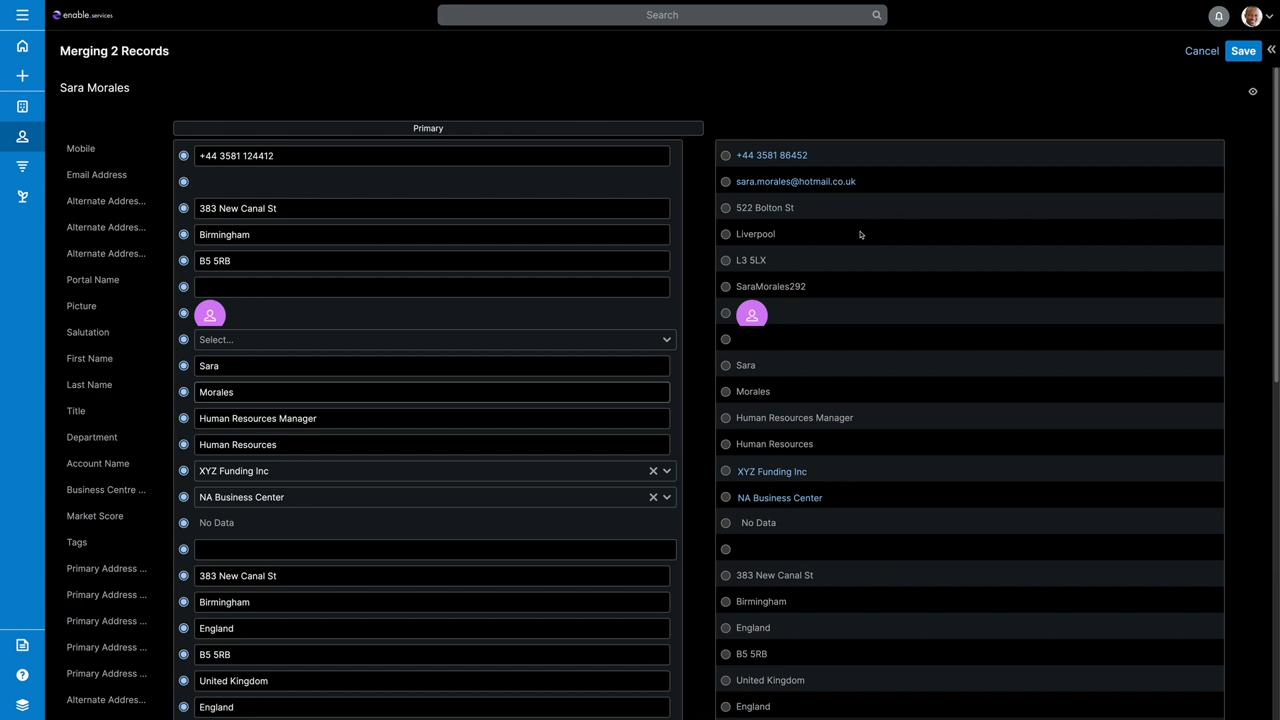 enable.services
Search
Merging 2 Records
Cancel
Save
Sara Morales
Primary
Mobile
+44 3581 124412
+44 3581 86452
Email Address
sara.morales@hotmail.co.uk
Alternate Addres...
383 New Canal St
522 Bolton St
Alternate Addres...
Birmingham
Liverpool
Alternate Addres...
B5 5RB
L3 5LX
Portal Name
SaraMorales292
Picture
Salutation
Select...
First Name
Sara
Sara
Last Name
Morales
Morales
Title
Human Resources Manager
Human Resources Manager
Department
Human Resources
Human Resources
Account Name
XYZ Funding Inc
XYZ Funding Inc
Business Centre ...
NA Business Center
NA Business Center
Market Score
No Data
No Data
Tags
Primary Address ...
383 New Canal St
383 New Canal St
Primary Address ...
Birmingham
Birmingham
Primary Address ...
England
England
Primary Address ...
B5 5RB
B5 5RB
Primary Address ...
United Kingdom
United Kingdom
Alternate Addres...
England
England